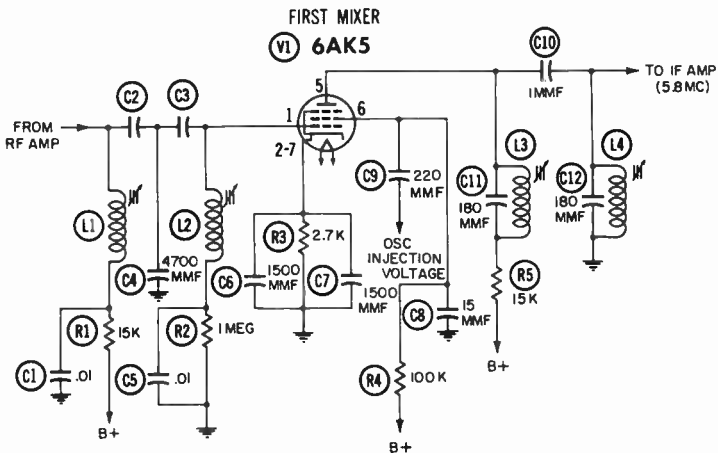 FIRST MIXER
V1 6AK5
C10
C2
C3
5
TO IF AMP
(5.8MC)
1MMF
FROM
RF AMP
1
6
2-7
C9
220
MMF
L3
L4
C11
C12
180
MMF
180
MMF
L1
L2
R3
2.7K
OSC
INJECTION
VOLTAGE
C4
4700
MMF
C6
1500
MMF
C7
1500
MMF
R5
15K
C8
15
MMF
R1
15K
R2
1 MEG
C1
.01
C5
.01
R4
100K
B+
B+
B+